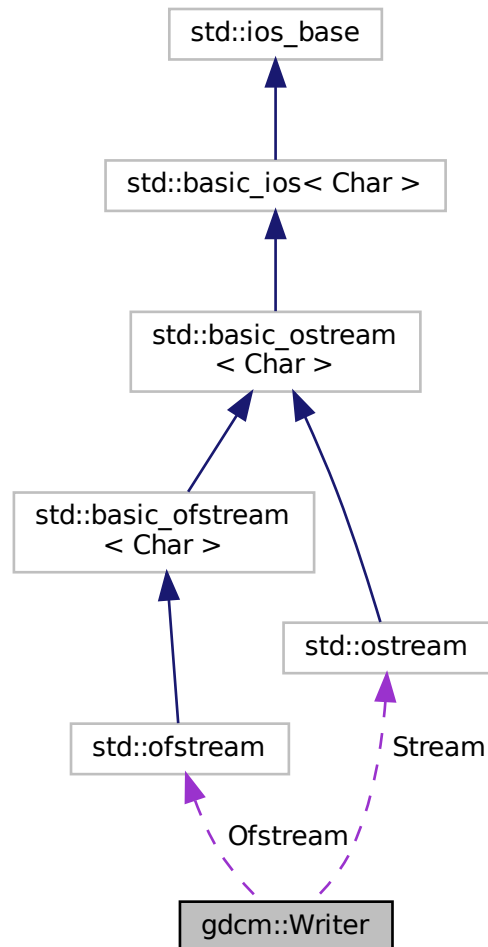 std::ios_base
std::basic_ios< Char >
std::basic_ostream
< Char >
std::basic_ofstream
< Char >
std::ostream
std::ofstream
Stream
Ofstream
gdcm::Writer